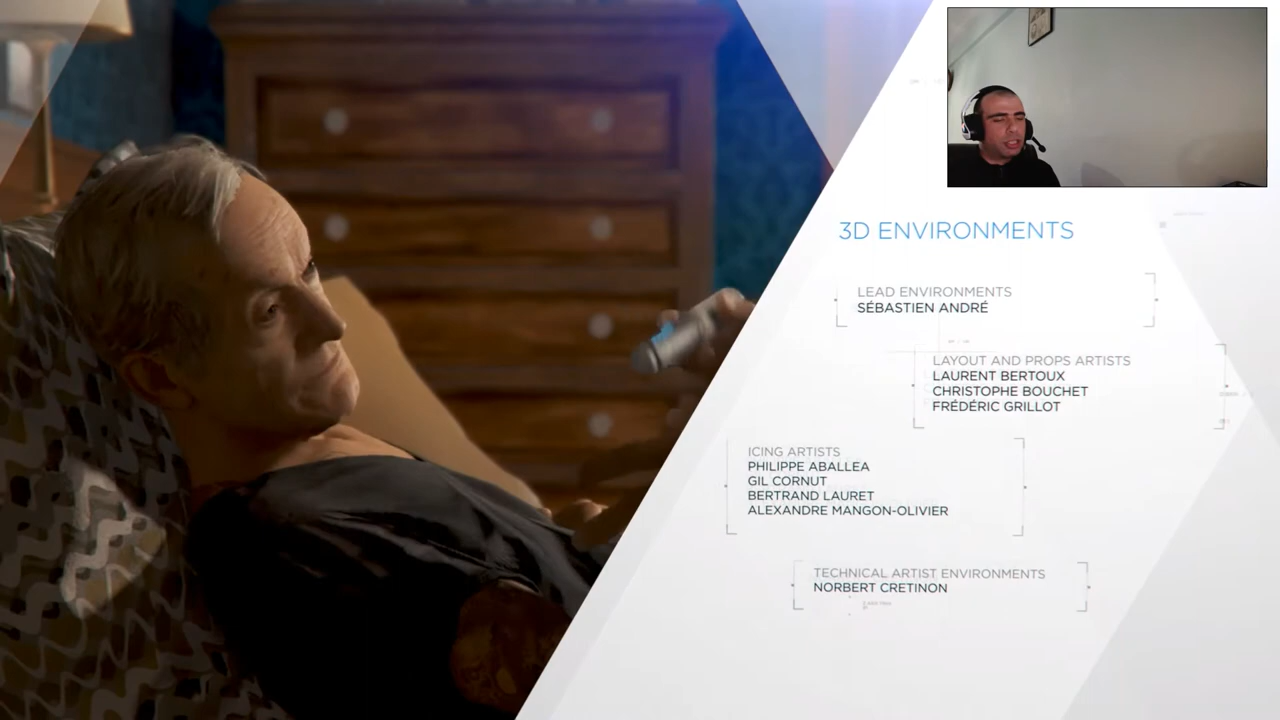 3D ENVIRONMENTS
LEAD ENVIRONMENTS
SÉBASTIEN ANDRÉ
LAYOUT AND PROPS ARTISTS
LAURENT BERTOUX
CHRISTOPHE BOUCHET
FRÉDÉRIC GRILLOT
ICING ARTISTS
PHILIPPE ABALLEA
GIL CORNUT
BERTRAND LAURET
ALEXANDRE MANGON-OLIVIER
TECHNICAL ARTIST ENVIRONMENTS
NORBERT CRETINON